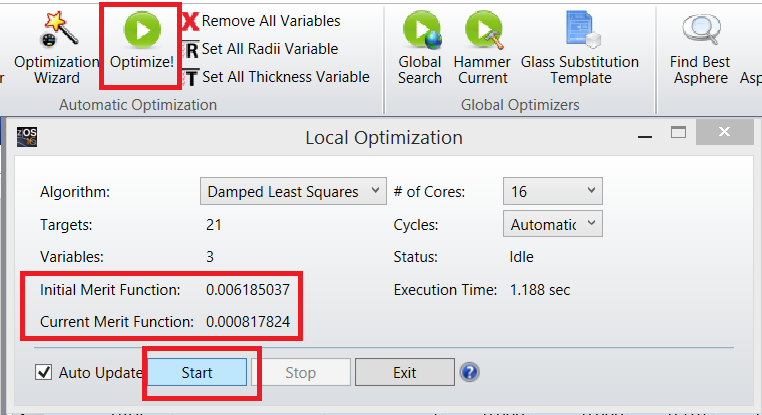 Optimization
Wizard
Optimize!
Remove All Variables
R Set All Radii Variable
T Set All Thickness Variable
Automatic Optimization
Global
Search
Hammer
Current
Glass Substitution
Template
Global Optimizers
Find Best
Asphere
Asp
r
zOS
16
Local Optimization
Algorithm: Damped Least Squares # of Cores: 16
Targets: 21 Cycles: Automatic
Variables: 3 Status: Idle
Initial Merit Function: 0.006185037 Execution Time: 1.188 sec
Current Merit Function: 0.000817824
Auto Update Start Stop Exit ?